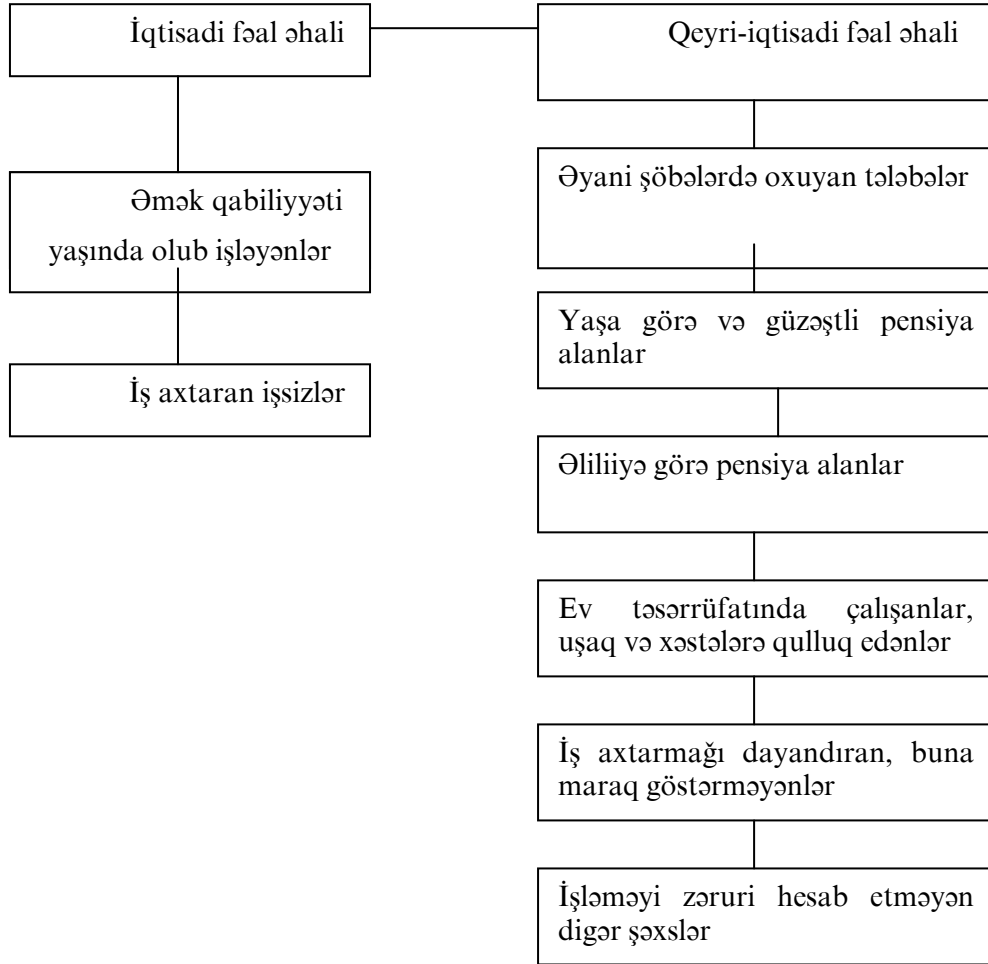 İqtisadi fəal əhali
Qeyri-iqtisadi fəal əhali
Əmək qabiliyyəti
yaşında olub işləyənlər
İş axtaran işsizlər
Əyani şöbələrdə oxuyan tələbələr
Yaşa görə və güzəştli pensiya
alanlar
Əliliiyə görə pensiya alanlar
Ev təsərrüfatında çalışanlar,
uşaq və xəstələrə qulluq edənlər
İş axtarmağı dayandıran, buna
maraq göstərməyənlər
İşləməyi zəruri hesab etməyən
digər şəxslər